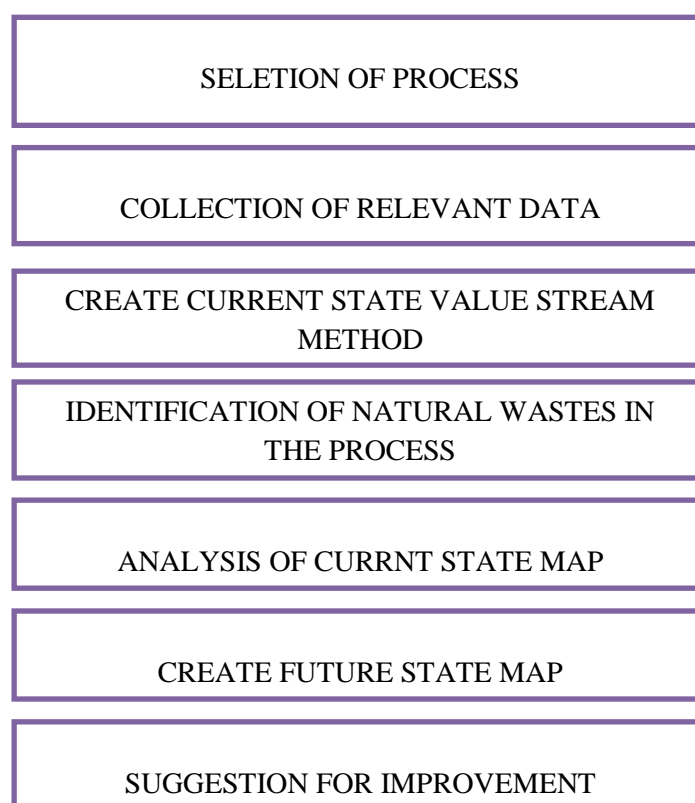 SELETION OF PROCESS
COLLECTION OF RELEVANT DATA
CREATE CURRENT STATE VALUE STREAM
METHOD
IDENTIFICATION OF NATURAL WASTES IN
THE PROCESS
ANALYSIS OF CURRNT STATE MAP
CREATE FUTURE STATE MAP
SUGGESTION FOR IMPROVEMENT